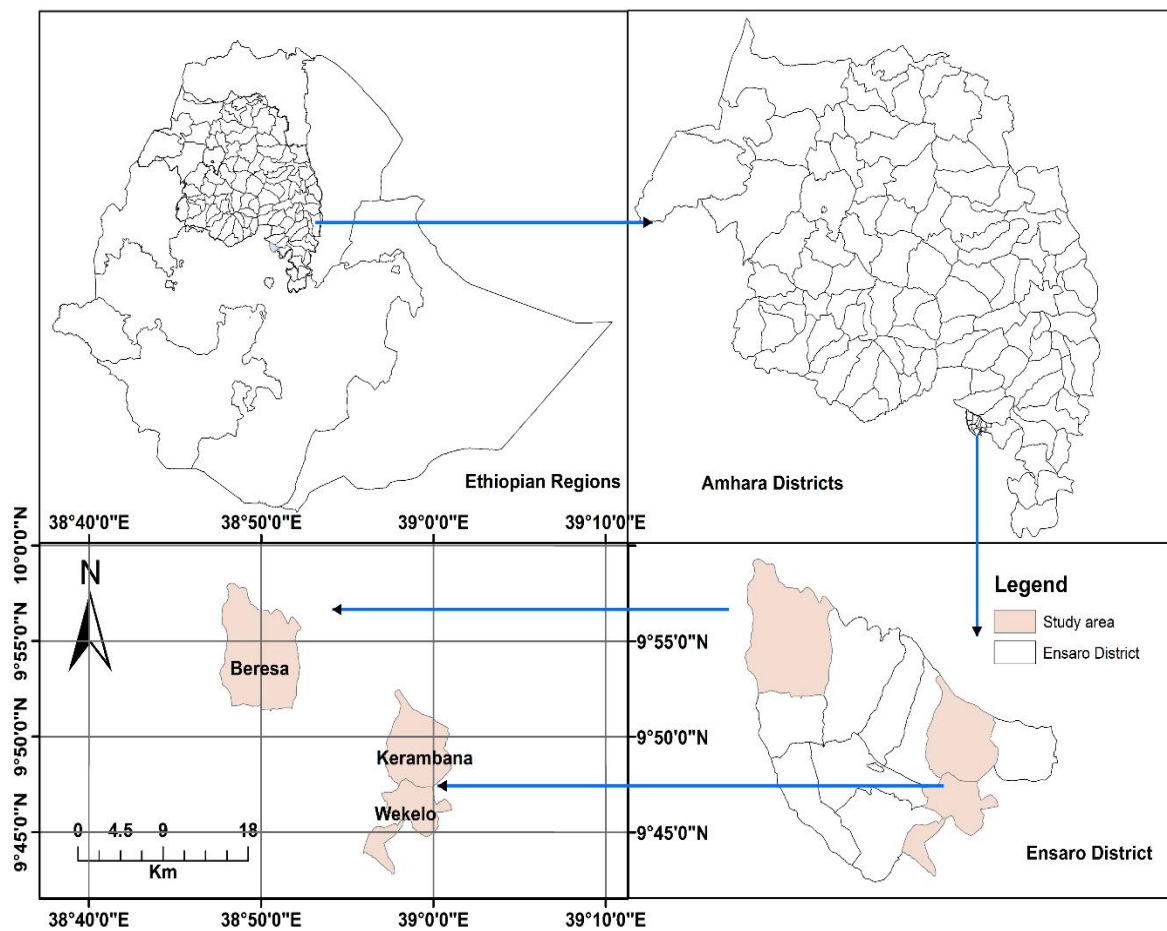 Ethiopian Regions
Amhara Districts
38°40'0"E 38°50'0"E 39°0'0"E 39°10'0"E
10°0'0"N
9°55'0"N
9°50'0"N
9°45'0"N
N
Beresa
Kerambana
Wekelo
0 4.5 9 18
Km
9°55'0"N
9°50'0"N
9°45'0"N
Legend
Study area
Ensaro District
Ensaro District
38°40'0"E 38°50'0"E 39°0'0"E 39°10'0"E